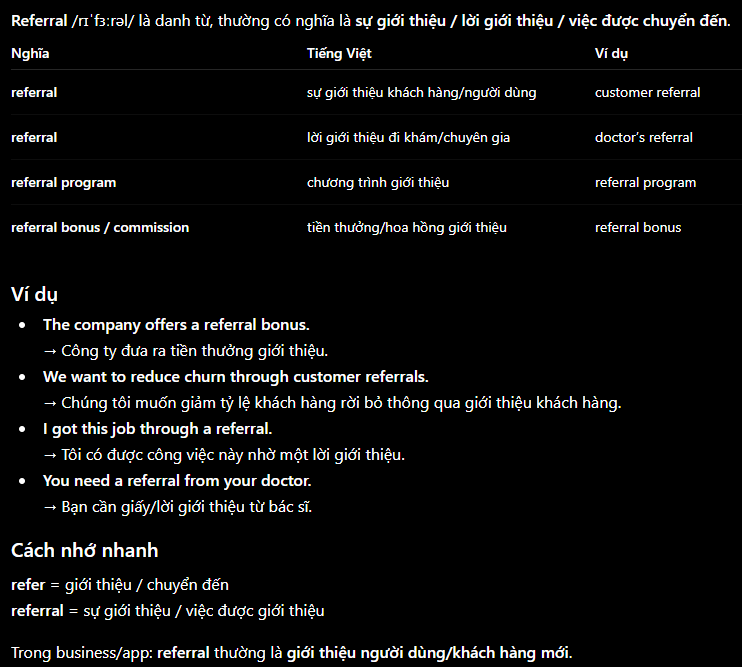 Referral /rɪˈfɜːrəl/ là danh từ, thường có nghĩa là sự giới thiệu / lời giới thiệu / việc được chuyển đến.
Nghĩa Tiếng Việt Ví dụ
referral sự giới thiệu khách hàng/người dùng customer referral
referral lời giới thiệu đi khám/chuyên gia doctor’s referral
referral program chương trình giới thiệu referral program
referral bonus / commission tiền thưởng/hoa hồng giới thiệu referral bonus
Ví dụ
• The company offers a referral bonus.
→ Công ty đưa ra tiền thưởng giới thiệu.
• We want to reduce churn through customer referrals.
→ Chúng tôi muốn giảm tỷ lệ khách hàng rời bỏ thông qua giới thiệu khách hàng.
• I got this job through a referral.
→ Tôi có được công việc này nhờ một lời giới thiệu.
• You need a referral from your doctor.
→ Bạn cần giấy/lời giới thiệu từ bác sĩ.
Cách nhớ nhanh
refer = giới thiệu / chuyển đến
referral = sự giới thiệu / việc được giới thiệu
Trong business/app: referral thường là giới thiệu người dùng/khách hàng mới.